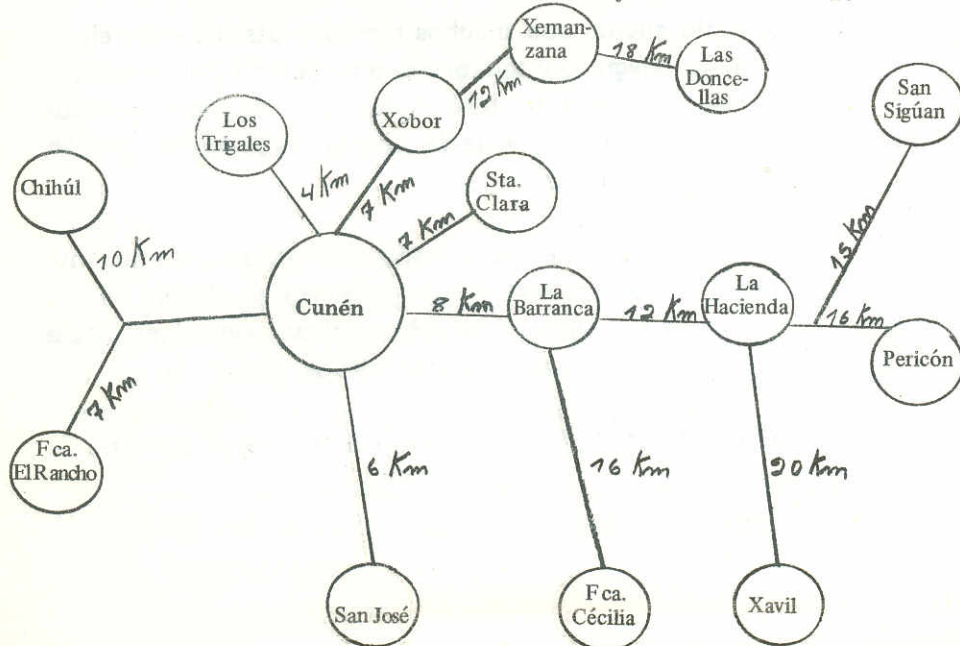 Xeman-
zana
18 Km
Las
Donce-
llas
12 Km
San
Sigúan
Los
Trigales
Xobor
Chihúl
4 Km
7 Km
Sta.
Clara
7 Km
10 Km
15 Km
Cunén
8 Km
La
Barranca
12 Km
La
Hacienda
16 Km
Pericón
7 Km
Fca.
El Rancho
6 Km
16 Km
20 Km
San José
Fca.
Cécilia
Xavil